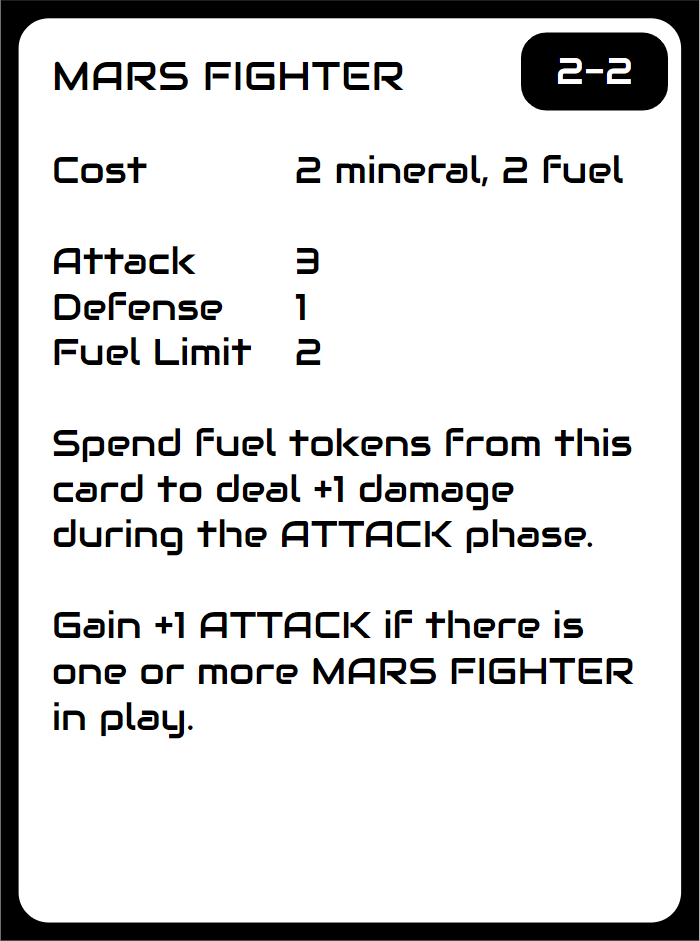 MARS FIGHTER 2-2
Cost 2 mineral, 2 fuel
Attack 3
Defense 1
Fuel Limit 2
Spend fuel tokens from this
card to deal +1 damage
during the ATTACK phase.
Gain +1 ATTACK if there is
one or more MARS FIGHTER
in play.